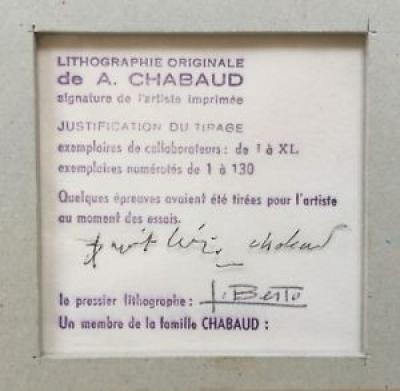 LITHOGRAPHIE ORIGINALE
de A. CHABAUD
signature de l'artiste imprimée
JUSTIFICATION DU TIRAGE
exemplaires de collaborateurs : de I à XL
exemplaires numérotés de 1 à 130
Quelques épreuves avaient été tirées pour l'artiste
au moment des essais.
chabaud
le pressier lithographe : J. Berto
Un membre de la famille CHABAUD :